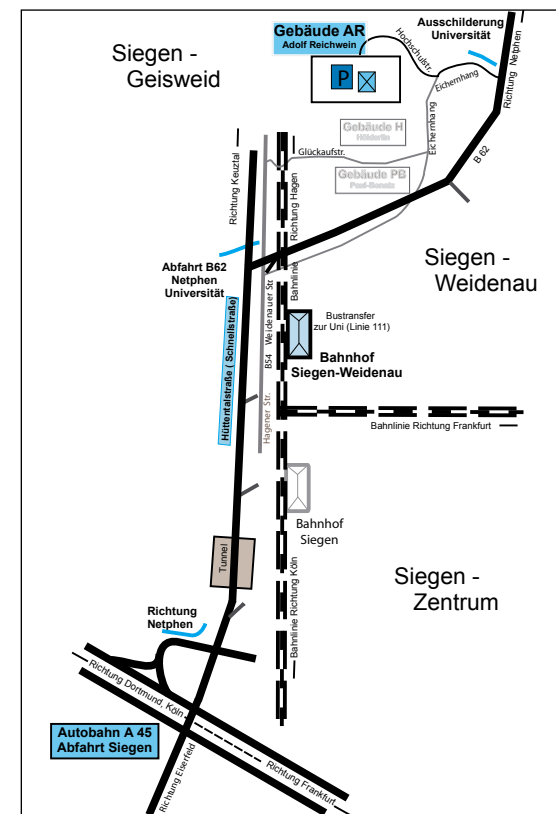 Ausschilderung
Universität
Gebäude AR
Adolf Reichwein
Siegen -
Geisweid
Hochschulstr.
Eichernhang
Richtung Netphen
P
Gebäude H
Hölderlin
Glückaufstr.
Eichernhang
Gebäude PB
Paul-Bonatz
B 62
Richtung Keuztal
Bahnlinie Richtung Hagen
Abfahrt B62
Netphen
Universität
Siegen -
Weidenau
B54 Weidenauer Str.
Bustransfer
zur Uni (Linie 111)
Bahnhof
Siegen-Weidenau
Hüttentalstraße ( Schnellstraße)
Hagener Str.
Bahnlinie Richtung Frankfurt
Bahnhof
Siegen
Tunnel
Siegen -
Zentrum
Bahnlinie Richtung Köln
Richtung
Netphen
Richtung Dortmund, Köln
Autobahn A 45
Abfahrt Siegen
Richtung Eiserfeld
Richtung Frankfurt